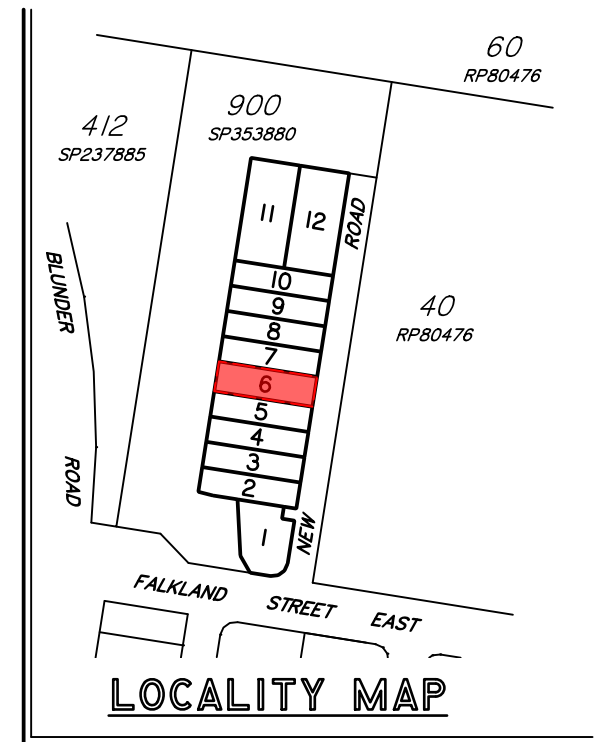 60
RP80476
900
SP353880
412
SP237885
11
12
ROAD
10
9
8
7
6
5
4
3
2
1
NEW
40
RP80476
BLUNDER
ROAD
FALKLAND STREET EAST
LOCALITY MAP